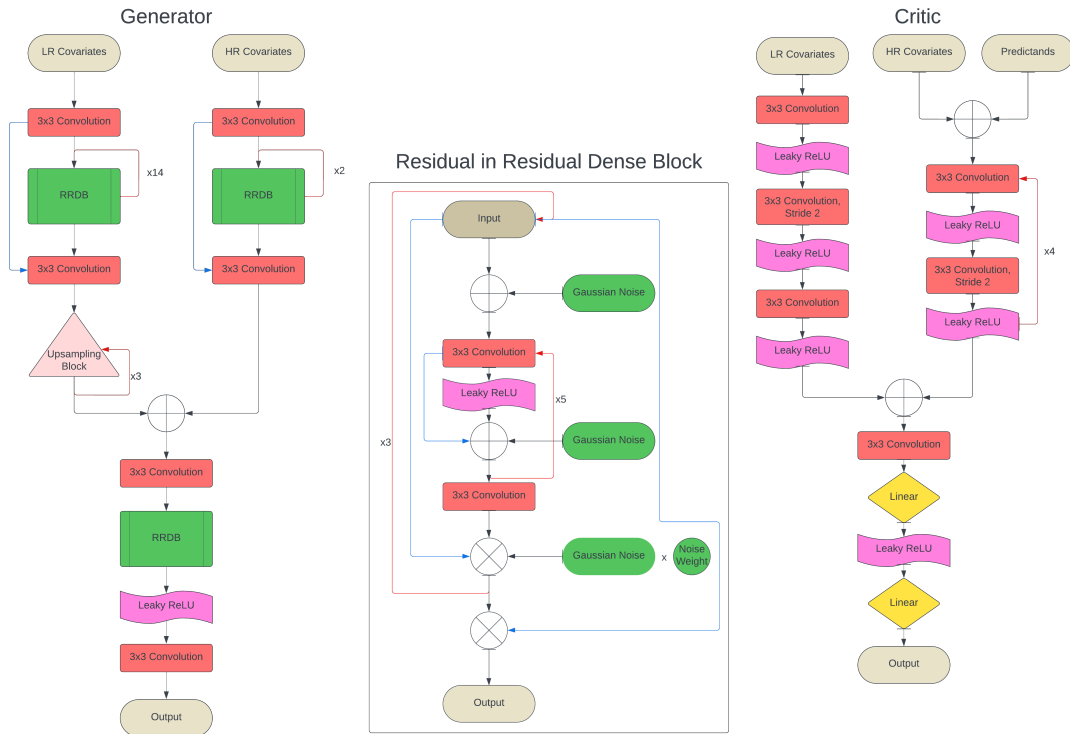 Generator
LR Covariates
HR Covariates
3x3 Convolution
3x3 Convolution
RRDB
x14
RRDB
x2
3x3 Convolution
3x3 Convolution
Upsampling
Block
x3
3x3 Convolution
RRDB
Leaky ReLU
3x3 Convolution
Output
Residual in Residual Dense Block
Input
Gaussian Noise
3x3 Convolution
Leaky ReLU
x5
Gaussian Noise
x3
3x3 Convolution
Gaussian Noise
x
Noise
Weight
Output
Critic
LR Covariates
HR Covariates
Predictands
3x3 Convolution
Leaky ReLU
3x3 Convolution,
Stride 2
Leaky ReLU
3x3 Convolution
Leaky ReLU
3x3 Convolution
Leaky ReLU
x4
3x3 Convolution,
Stride 2
Leaky ReLU
3x3 Convolution
Linear
Leaky ReLU
Linear
Output